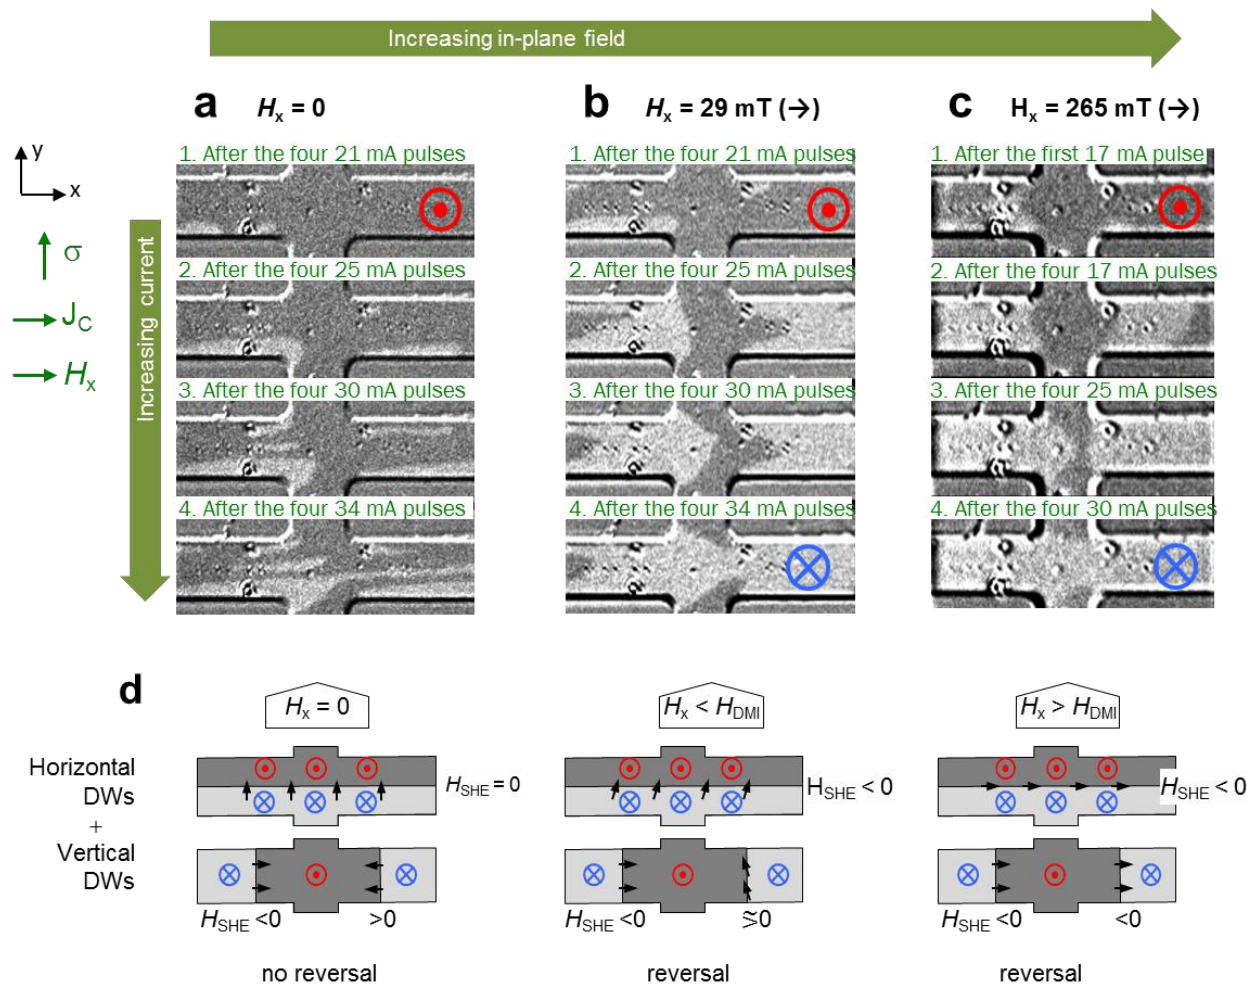 Increasing in-plane field
a Hx = 0
b Hx = 29 mT (→)
c Hx = 265 mT (→)
y
x
σ
JC
Hx
Increasing current
1. After the four 21 mA pulses
2. After the four 25 mA pulses
3. After the four 30 mA pulses
4. After the four 34 mA pulses
1. After the four 21 mA pulses
2. After the four 25 mA pulses
3. After the four 30 mA pulses
4. After the four 34 mA pulses
1. After the first 17 mA pulse
2. After the four 17 mA pulses
3. After the four 25 mA pulses
4. After the four 30 mA pulses
d
Hx = 0
Hx < HDMI
Hx > HDMI
Horizontal
DWs
+
Vertical
DWs
HSHE = 0
HSHE < 0
HSHE < 0
HSHE <0 >0
HSHE <0 ≳0
HSHE <0 <0
no reversal
reversal
reversal